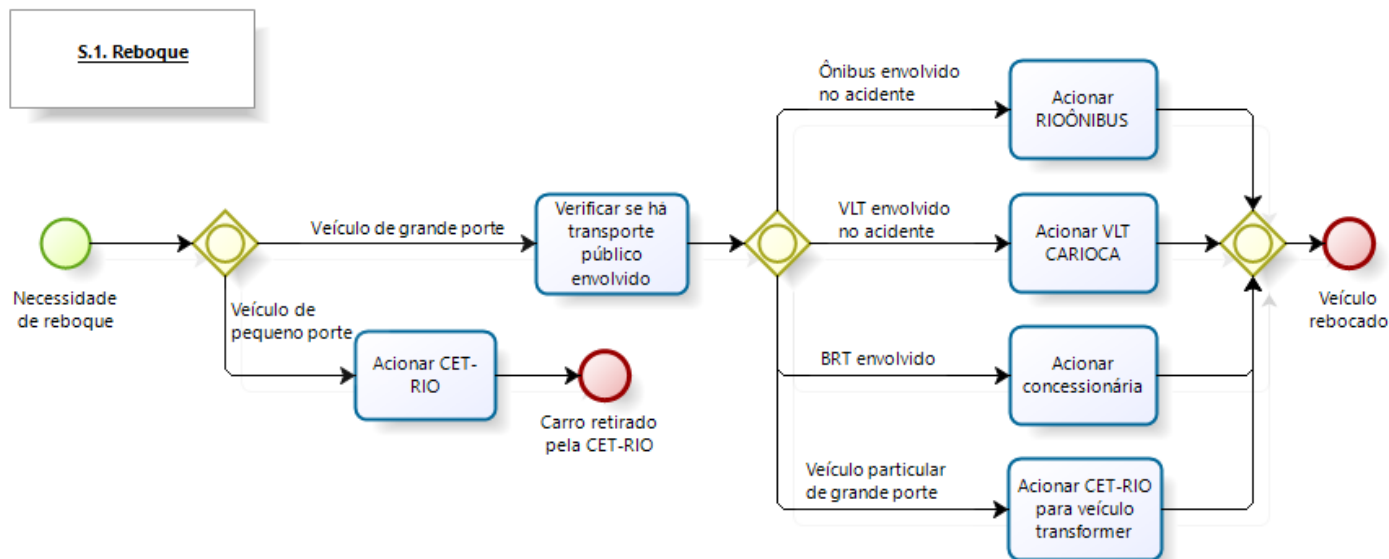 S.1. Reboque
Necessidade
de reboque
Veículo de grande porte
Veículo de
pequeno porte
Acionar CET-
RIO
Carro retirado
pela CET-RIO
Verificar se há
transporte
público
envolvido
Ônibus envolvido
no acidente
Acionar
RIOÔNIBUS
VLT envolvido
no acidente
Acionar VLT
CARIOCA
BRT envolvido
Acionar
concessionária
Veículo particular
de grande porte
Acionar CET-RIO
para veículo
transformer
Veículo
rebocado